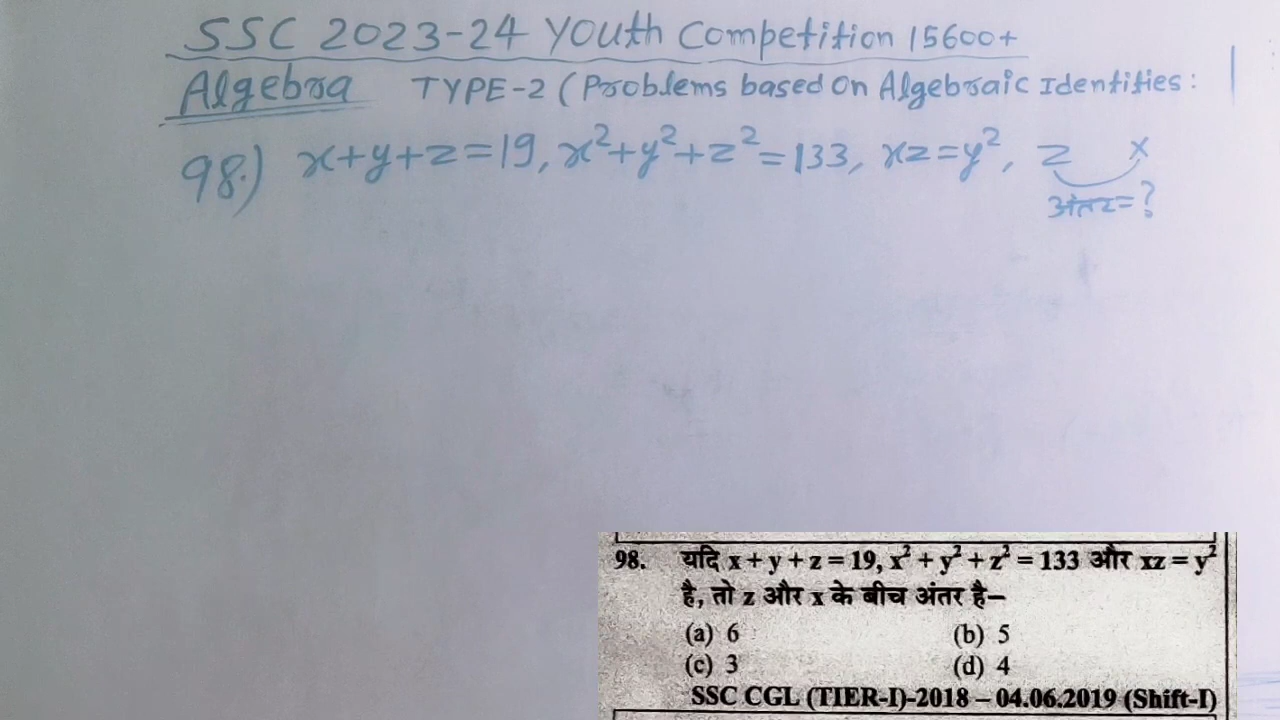 SSC 2023-24 Youth Competition 15600+
Algebra TYPE-2 (Problems based on Algebraic Identities:
98.) x+y+z=19, x²+y²+z²=133, xz=y², z x
अंतर=?
98. यदि x + y + z = 19, x² + y² + z² = 133 और xz = y²
है, तो z और x के बीच अंतर है–
(a) 6 (b) 5
(c) 3 (d) 4
SSC CGL (TIER-I)-2018 – 04.06.2019 (Shift-I)